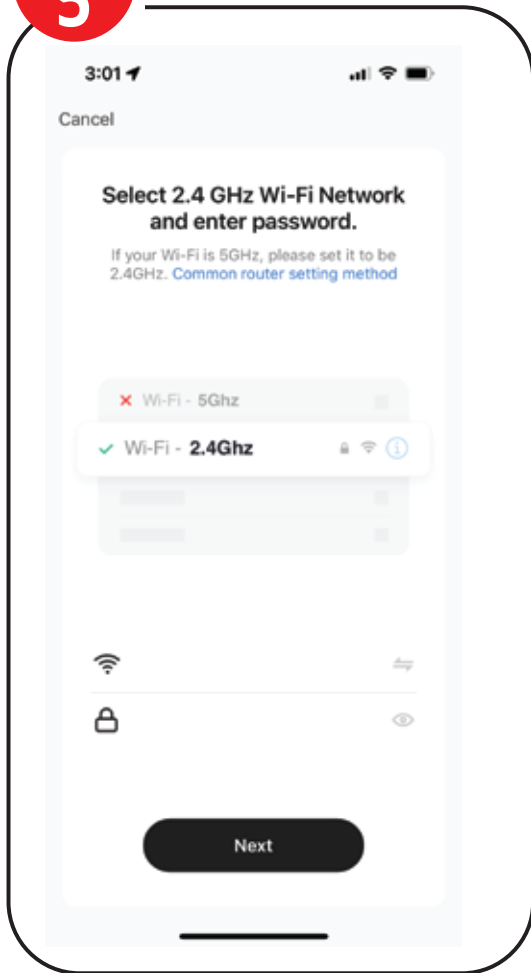 3:01
Cancel
Select 2.4 GHz Wi-Fi Network
and enter password.
If your Wi-Fi is 5GHz, please set it to be
2.4GHz. Common router setting method
Wi-Fi - 5Ghz
Wi-Fi - 2.4Ghz
Next